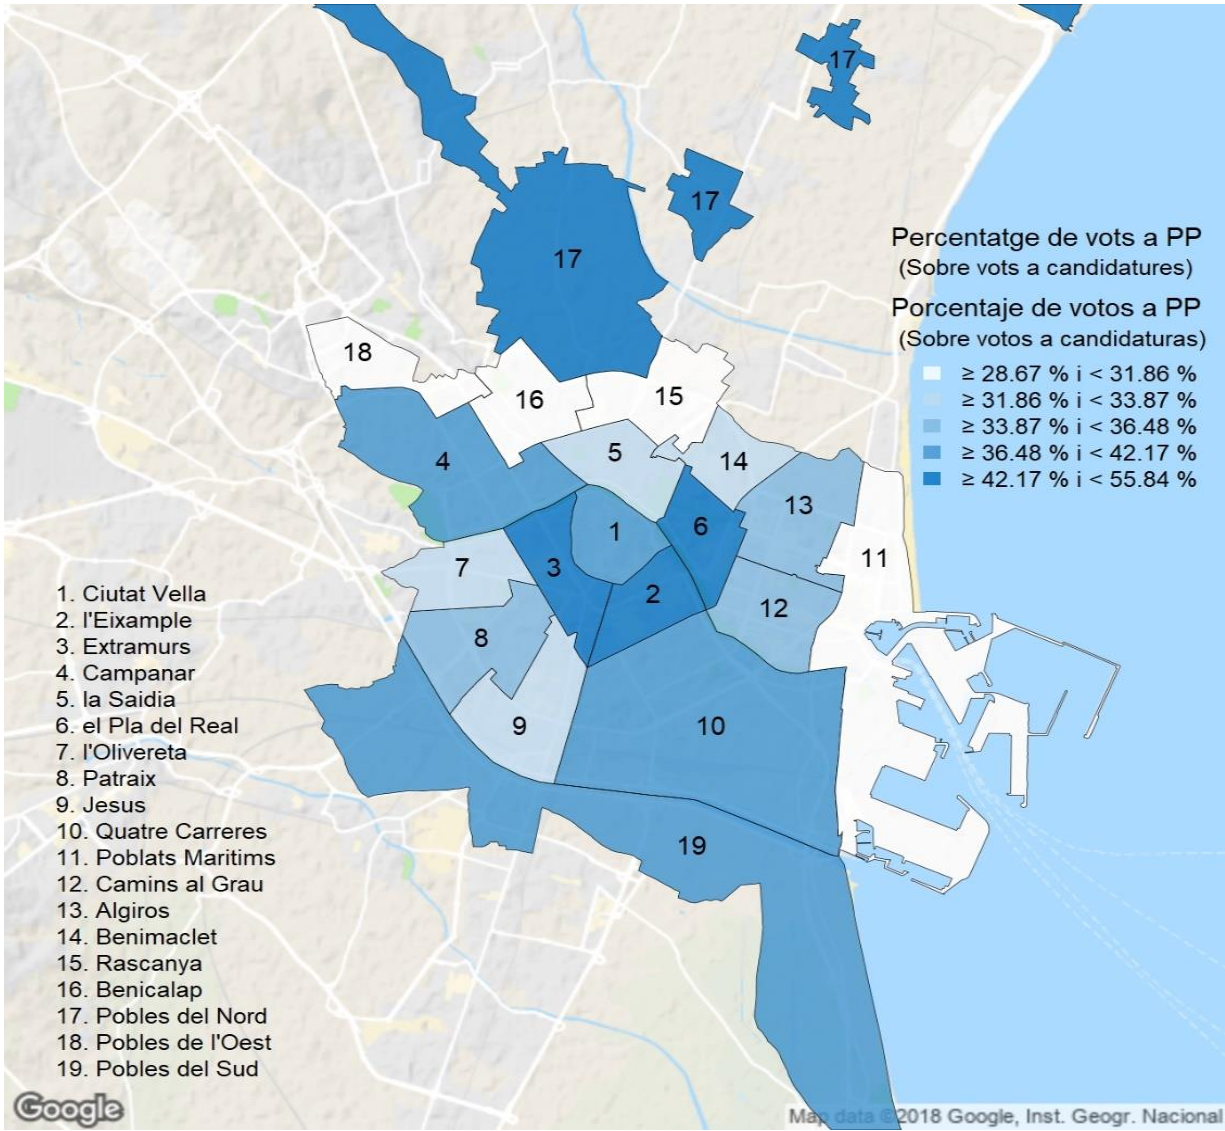 17
17
17
Percentatge de vots a PP
(Sobre vots a candidatures)
Porcentaje de votos a PP
(Sobre votos a candidaturas)
≥ 28.67 % i < 31.86 %
≥ 31.86 % i < 33.87 %
≥ 33.87 % i < 36.48 %
≥ 36.48 % i < 42.17 %
≥ 42.17 % i < 55.84 %
18
16
15
5
4
14
13
6
1
11
3
7
2
12
8
9
10
19
1. Ciutat Vella
2. l'Eixample
3. Extramurs
4. Campanar
5. la Saidia
6. el Pla del Real
7. l'Olivereta
8. Patraix
9. Jesus
10. Quatre Carreres
11. Poblats Maritims
12. Camins al Grau
13. Algiros
14. Benimaclet
15. Rascanya
16. Benicalap
17. Pobles del Nord
18. Pobles de l'Oest
19. Pobles del Sud
Google
Map data ©2018 Google, Inst. Geogr. Nacional